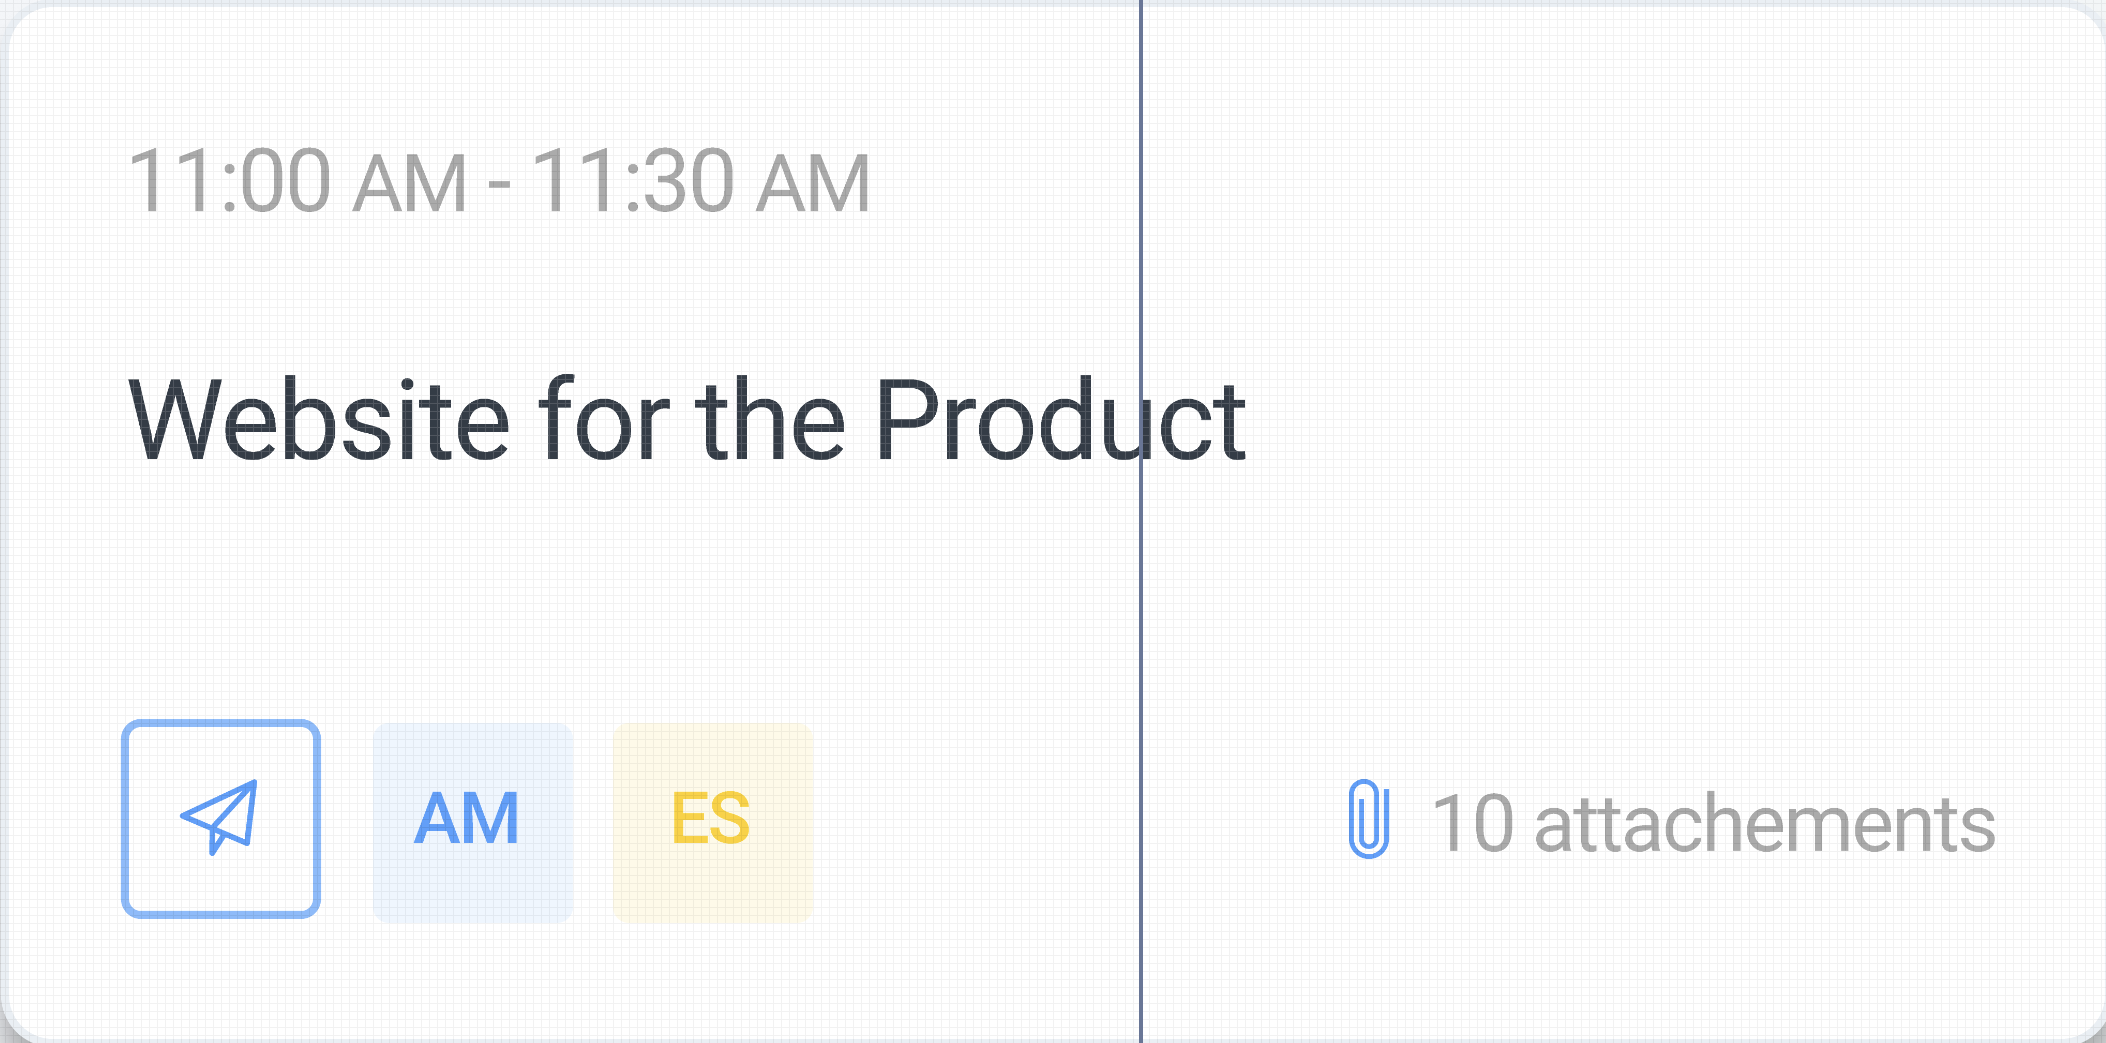 11:00 AM - 11:30 AM
Website for the Product
AM ES 10 attachements